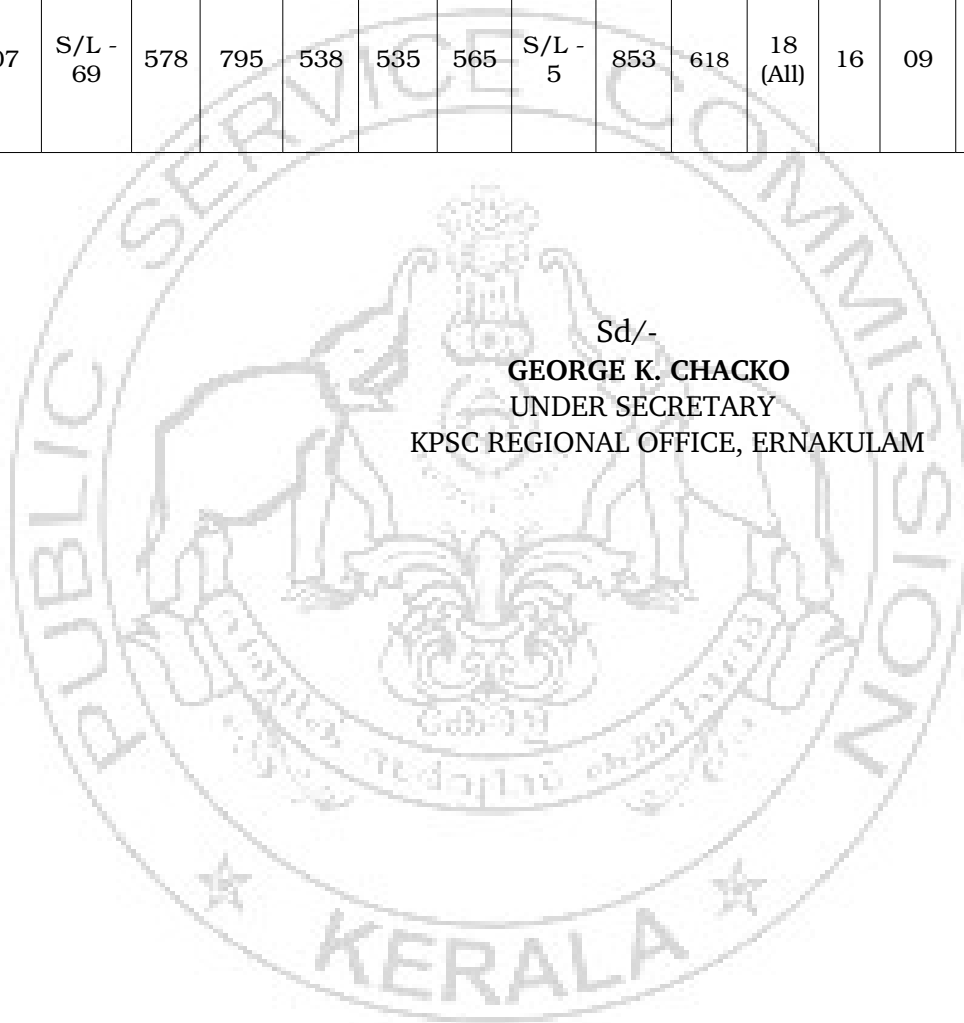 07 S/L - 69 578 795 538 535 565 S/L - 5 853 618 18 (All) 16 09
Sd/-
GEORGE K. CHACKO
UNDER SECRETARY
KPSC REGIONAL OFFICE, ERNAKULAM
PUBLIC SERVICE COMMISSION
KERALA